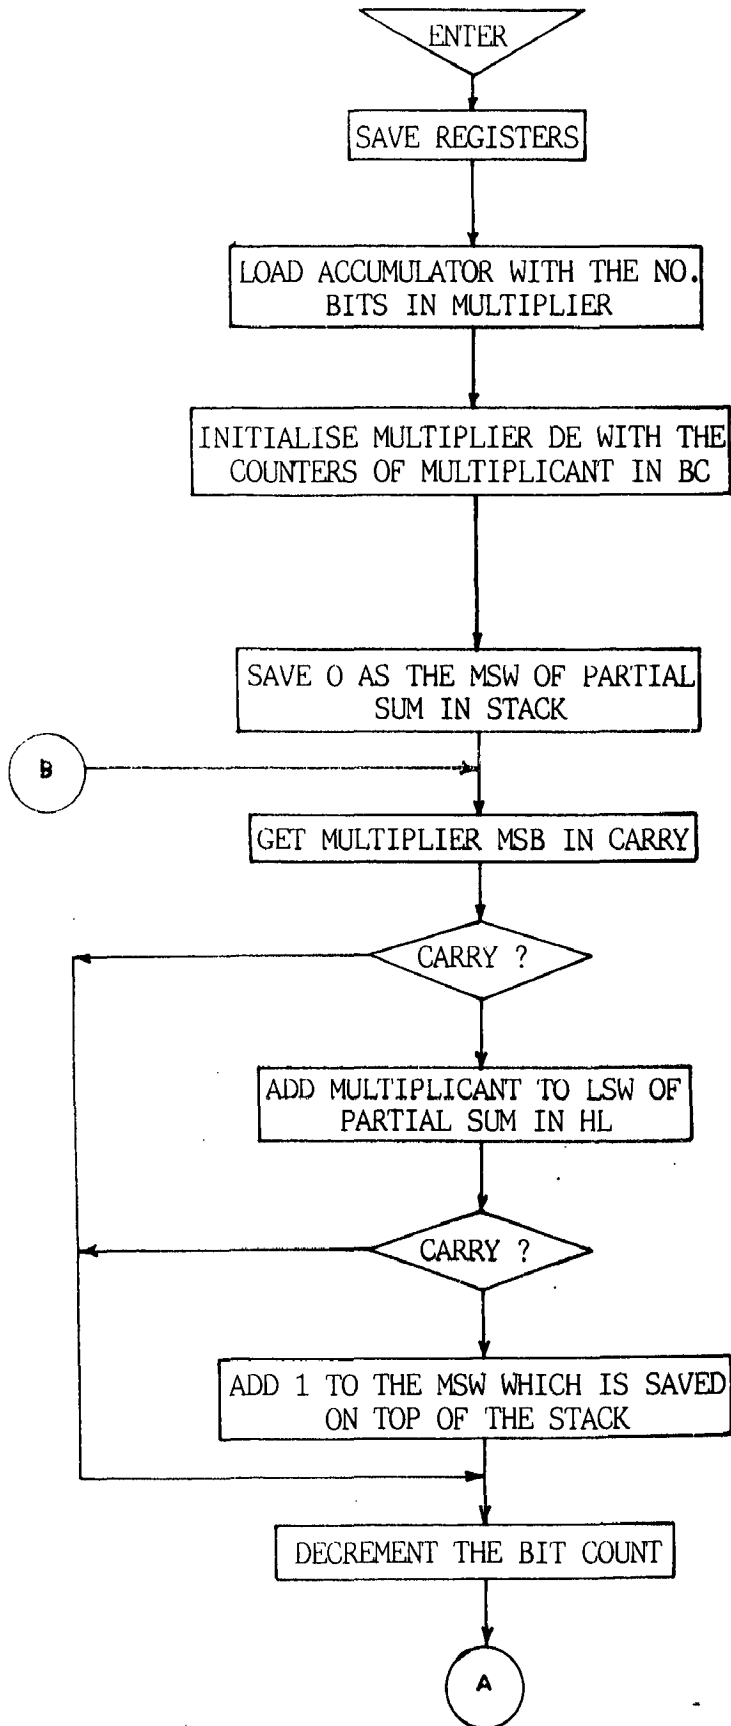 ENTER
SAVE REGISTERS
LOAD ACCUMULATOR WITH THE NO.
BITS IN MULTIPLIER
INITIALISE MULTIPLIER DE WITH THE
COUNTERS OF MULTIPLICANT IN BC
SAVE 0 AS THE MSW OF PARTIAL
SUM IN STACK
B
GET MULTIPLIER MSB IN CARRY
CARRY ?
ADD MULTIPLICANT TO LSW OF
PARTIAL SUM IN HL
CARRY ?
ADD 1 TO THE MSW WHICH IS SAVED
ON TOP OF THE STACK
DECREMENT THE BIT COUNT
A